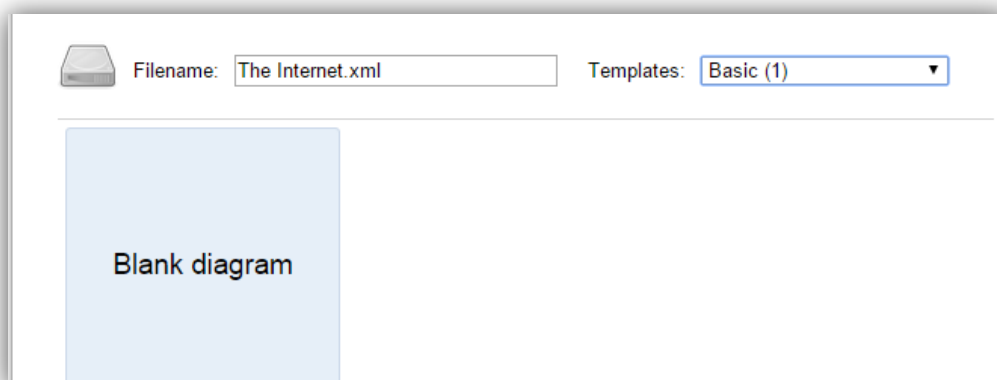 Filename: The Internet.xml Templates: Basic (1)
Blank diagram